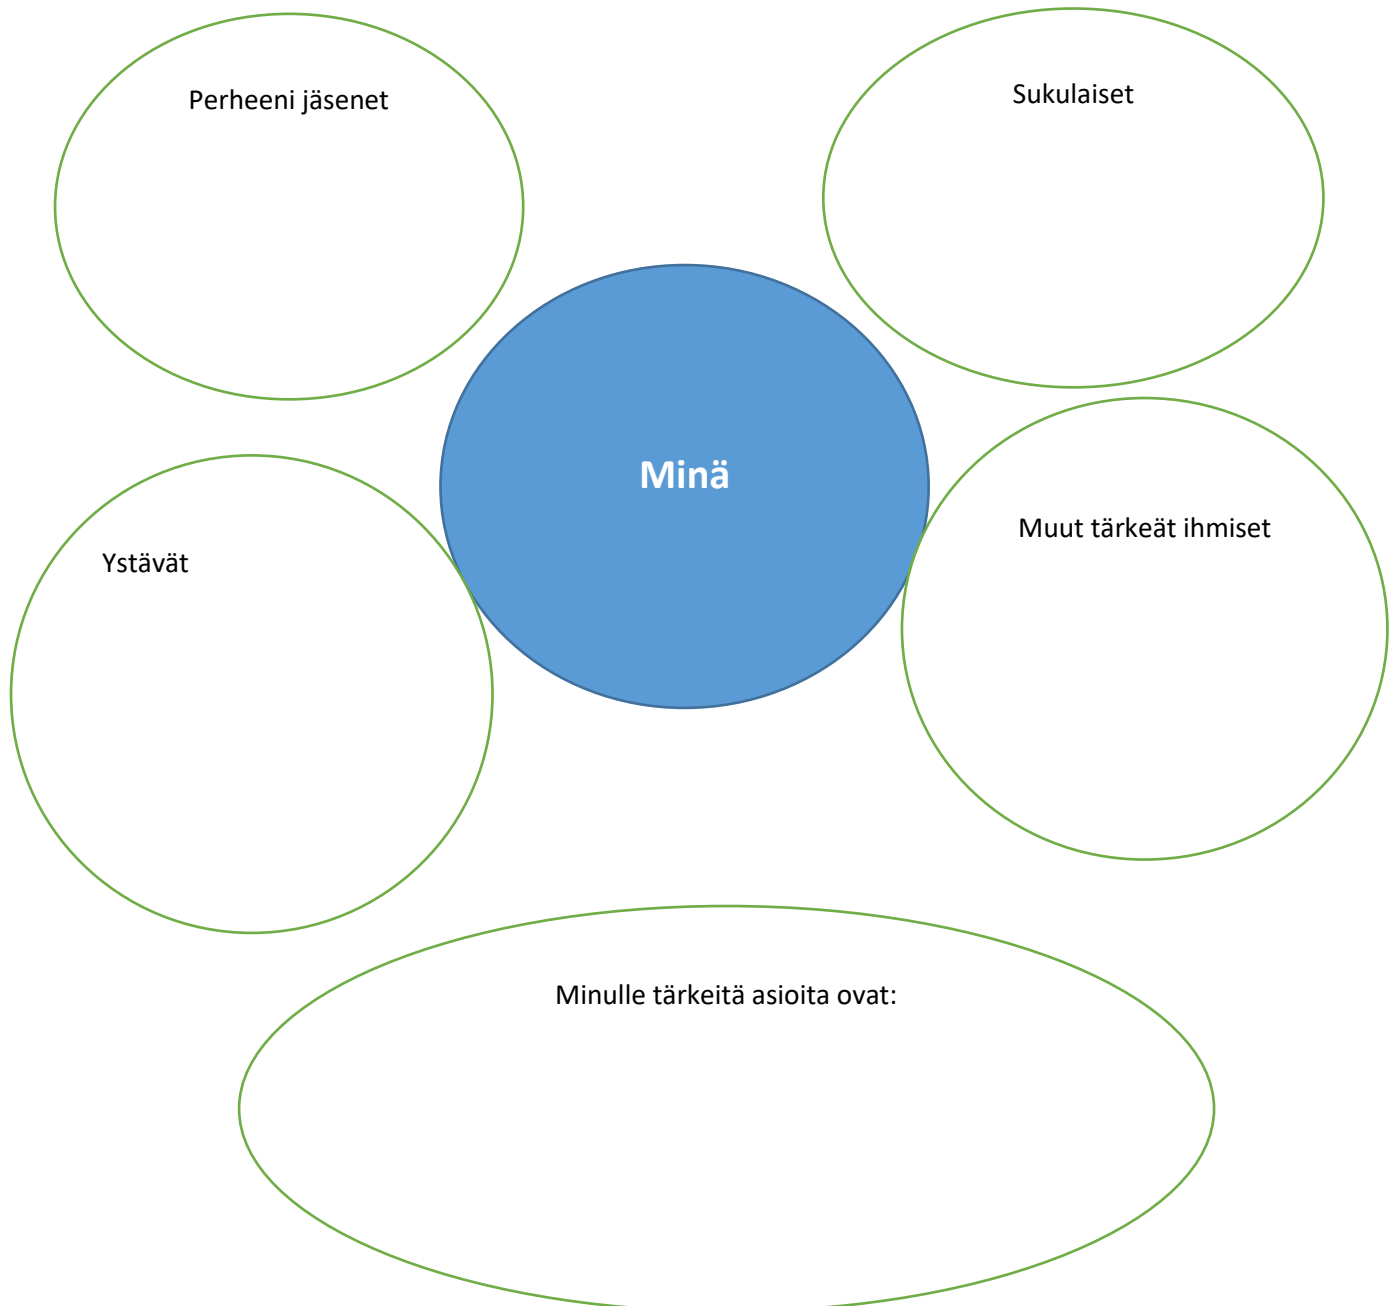 Perheeni jäsenet
Sukulaiset
Minä
Muut tärkeät ihmiset
Ystävät
Minulle tärkeitä asioita ovat: